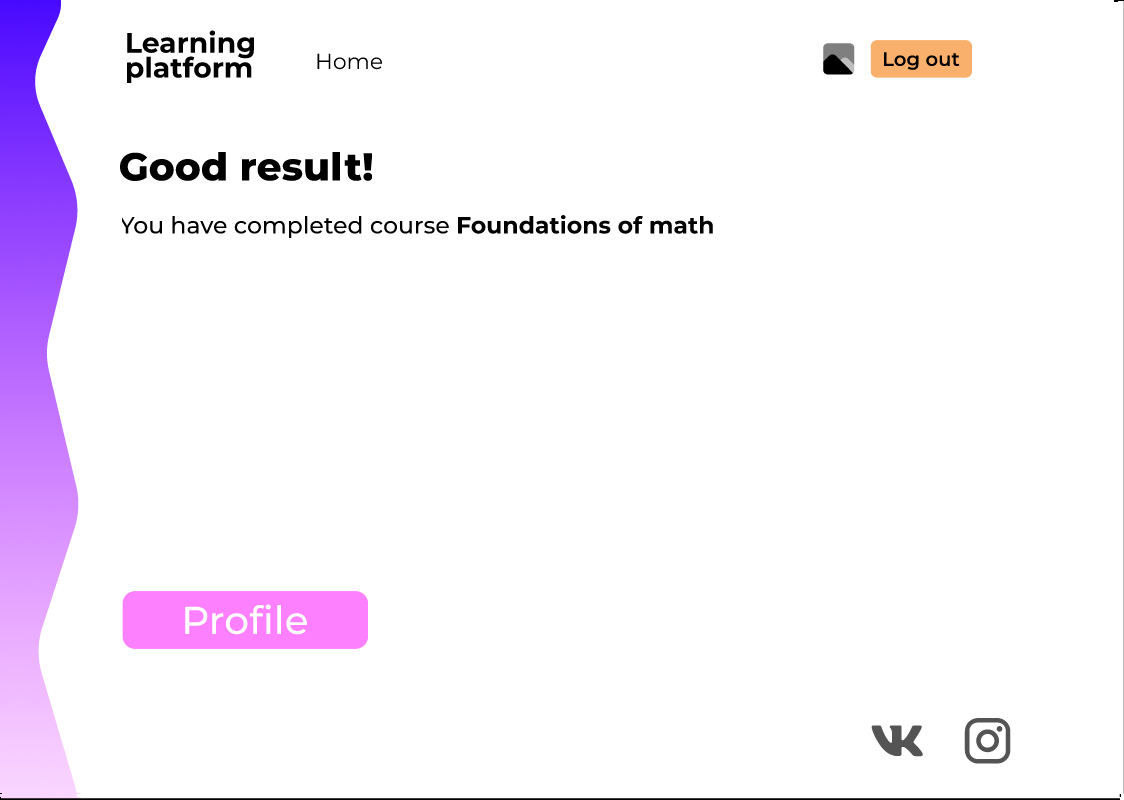 Learning
platform
Home
Log out
Good result!
You have completed course Foundations of math
Profile